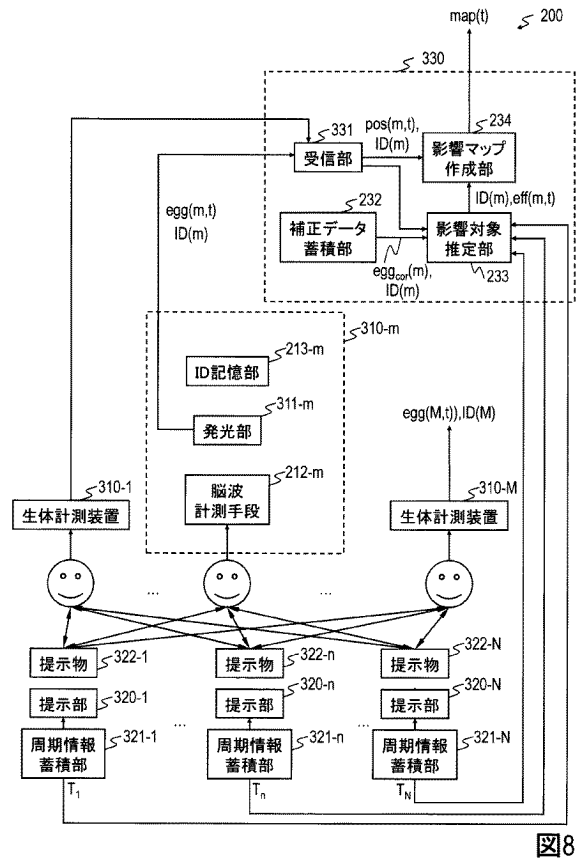 map(t)
200
330
331
受信部
pos(m,t),
ID(m)
234
影響マップ
作成部
egg(m,t)
ID(m)
232
補正データ
蓄積部
ID(m),eff(m,t)
影響対象
推定部
233
eggcor(m),
ID(m)
310-m
213-m
ID記憶部
311-m
発光部
egg(M,t)),ID(M)
212-m
脳波
計測手段
310-1
生体計測装置
310-M
生体計測装置
...
...
提示物
322-1
提示物
322-n
提示物
322-N
提示部
320-1
提示部
320-n
提示部
320-N
...
...
周期情報
蓄積部
321-1
周期情報
蓄積部
321-n
周期情報
蓄積部
321-N
T1
Tn
TN
図8